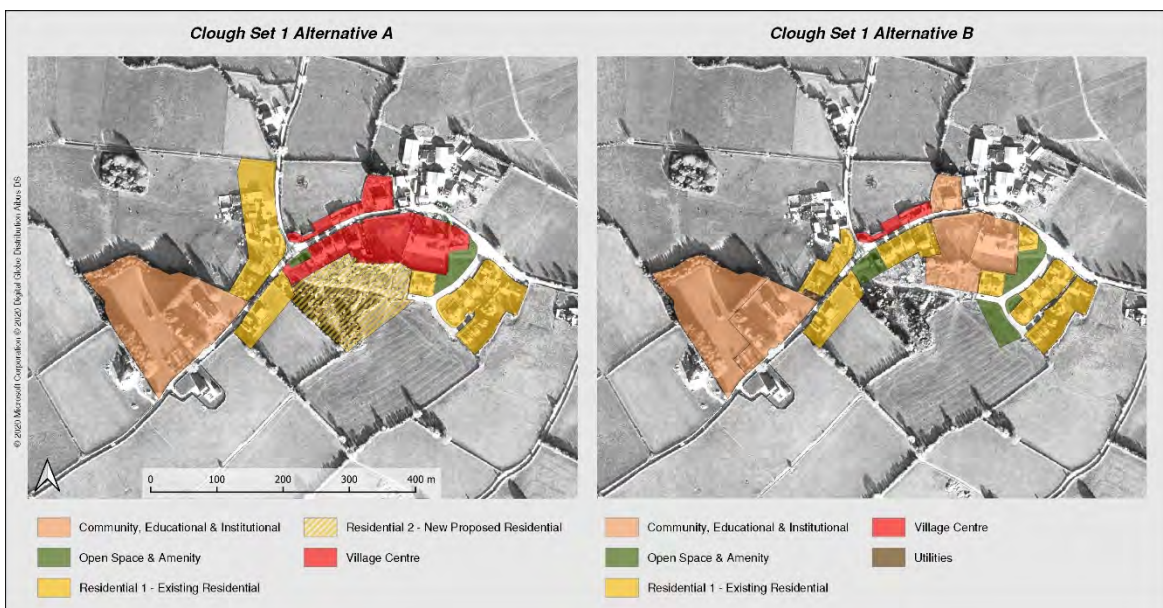 Clough Set 1 Alternative A
Clough Set 1 Alternative B
© 2020 Microsoft Corporation © 2020 Digital Globe Distribution Aibus DS
0 100 200 300 400 m
Community, Educational & Institutional
Open Space & Amenity
Residential 1 - Existing Residential
Residential 2 - New Proposed Residential
Village Centre
Community, Educational & Institutional
Open Space & Amenity
Residential 1 - Existing Residential
Village Centre
Utilities